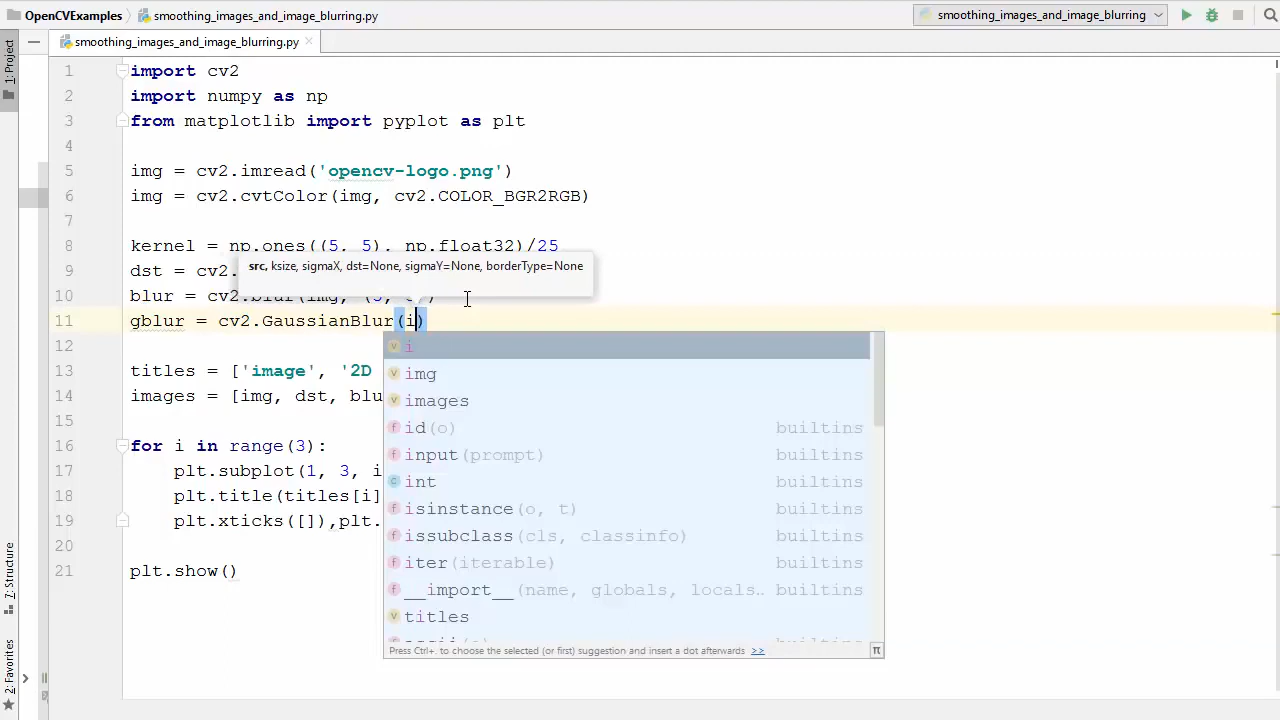 OpenCVExamples smoothing_images_and_image_blurring.py smoothing_images_and_image_blurring
smoothing_images_and_image_blurring.py
1: Project
1 import cv2
2 import numpy as np
3 from matplotlib import pyplot as plt
4
5 img = cv2.imread('opencv-logo.png')
6 img = cv2.cvtColor(img, cv2.COLOR_BGR2RGB)
7
8 kernel = np.ones((5, 5), np.float32)/25
9 dst = cv2.
src, ksize, sigmaX, dst=None, sigmaY=None, borderType=None
10 blur = cv2.blur(img, (5,
11 gblur = cv2.GaussianBlur(i)
12
13 titles = ['image', '2D
14 images = [img, dst, blu
15
16 for i in range(3):
17 plt.subplot(1, 3, i
18 plt.title(titles[i]
19 plt.xticks([]),plt.
20
21 plt.show()
v i
v img
v images
f id(o) builtins
f input(prompt) builtins
c int builtins
f isinstance(o, t) builtins
f issubclass(cls, classinfo) builtins
f iter(iterable) builtins
f __import__(name, globals, locals.. builtins
v titles
Press Ctrl+. to choose the selected (or first) suggestion and insert a dot afterwards >> π
7: Structure
2: Favorites